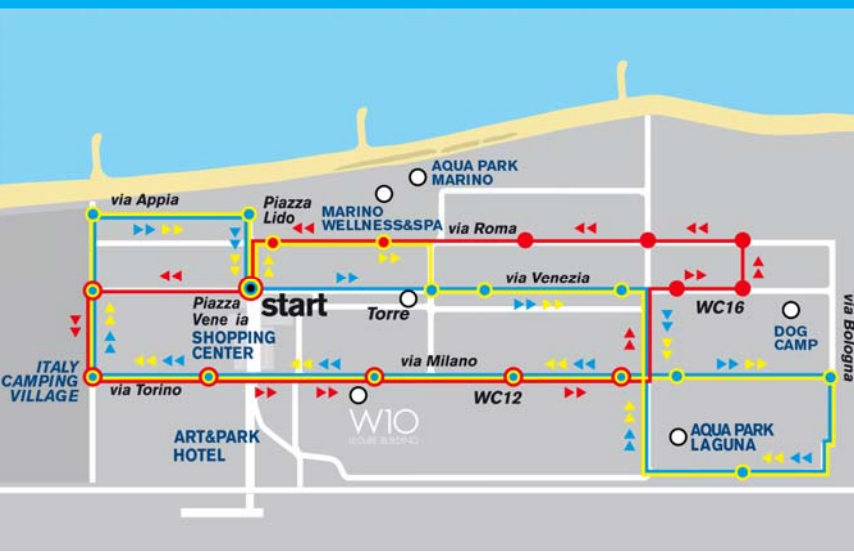 via Appia
Piazza
Lido
AQUA PARK
MARINO
MARINO
WELLNESS&SPA
via Roma
start
via Venezia
Torre
Piazza
Vene ia
SHOPPING
CENTER
WC16
DOG
CAMP
via Bologna
ITALY
CAMPING
VILLAGE
via Torino
via Milano
WC12
W10
LEISURE BUILDING
ART&PARK
HOTEL
AQUA PARK
LAGUNA